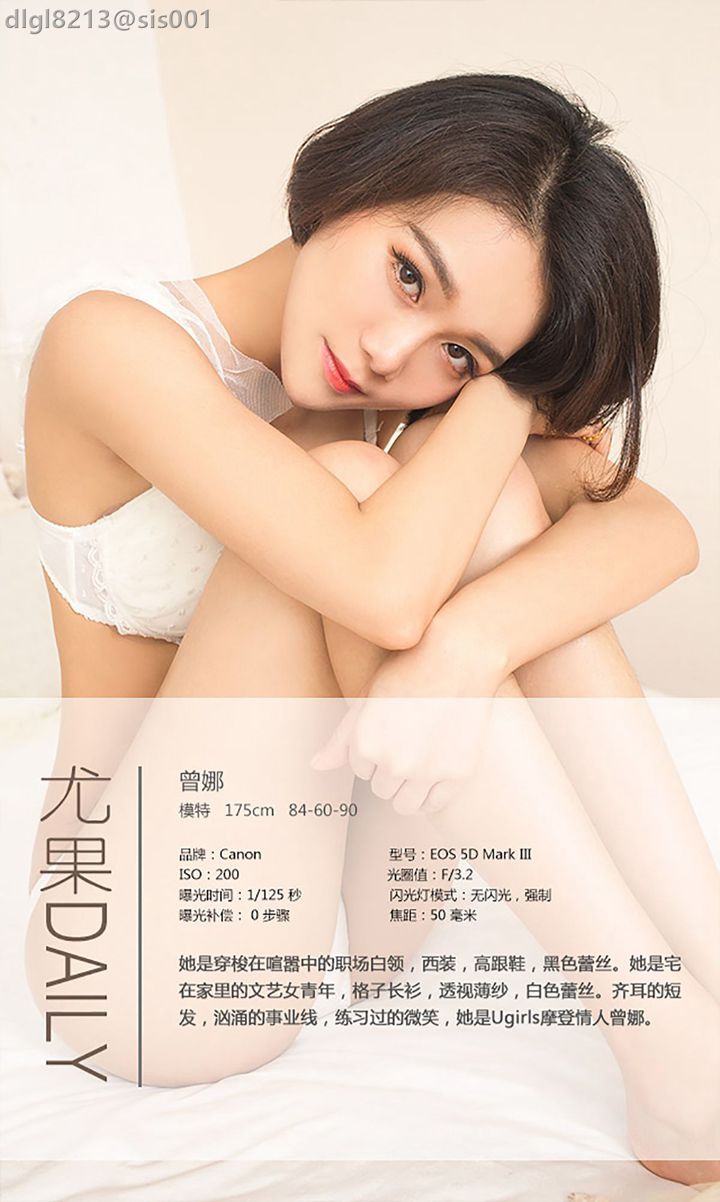 dlgl8213@sis001
尤果DAILY
曾娜
模特 175cm 84-60-90
品牌：Canon 型号：EOS 5D Mark III
ISO：200 光圈值：F/3.2
曝光时间：1/125 秒 闪光灯模式：无闪光，强制
曝光补偿： 0 步骤 焦距：50 毫米
她是穿梭在喧嚣中的职场白领，西装，高跟鞋，黑色蕾丝。她是宅
在家里的文艺女青年，格子长衫，透视薄纱，白色蕾丝。齐耳的短
发，汹涌的事业线，练习过的微笑，她是Ugirls摩登情人曾娜。